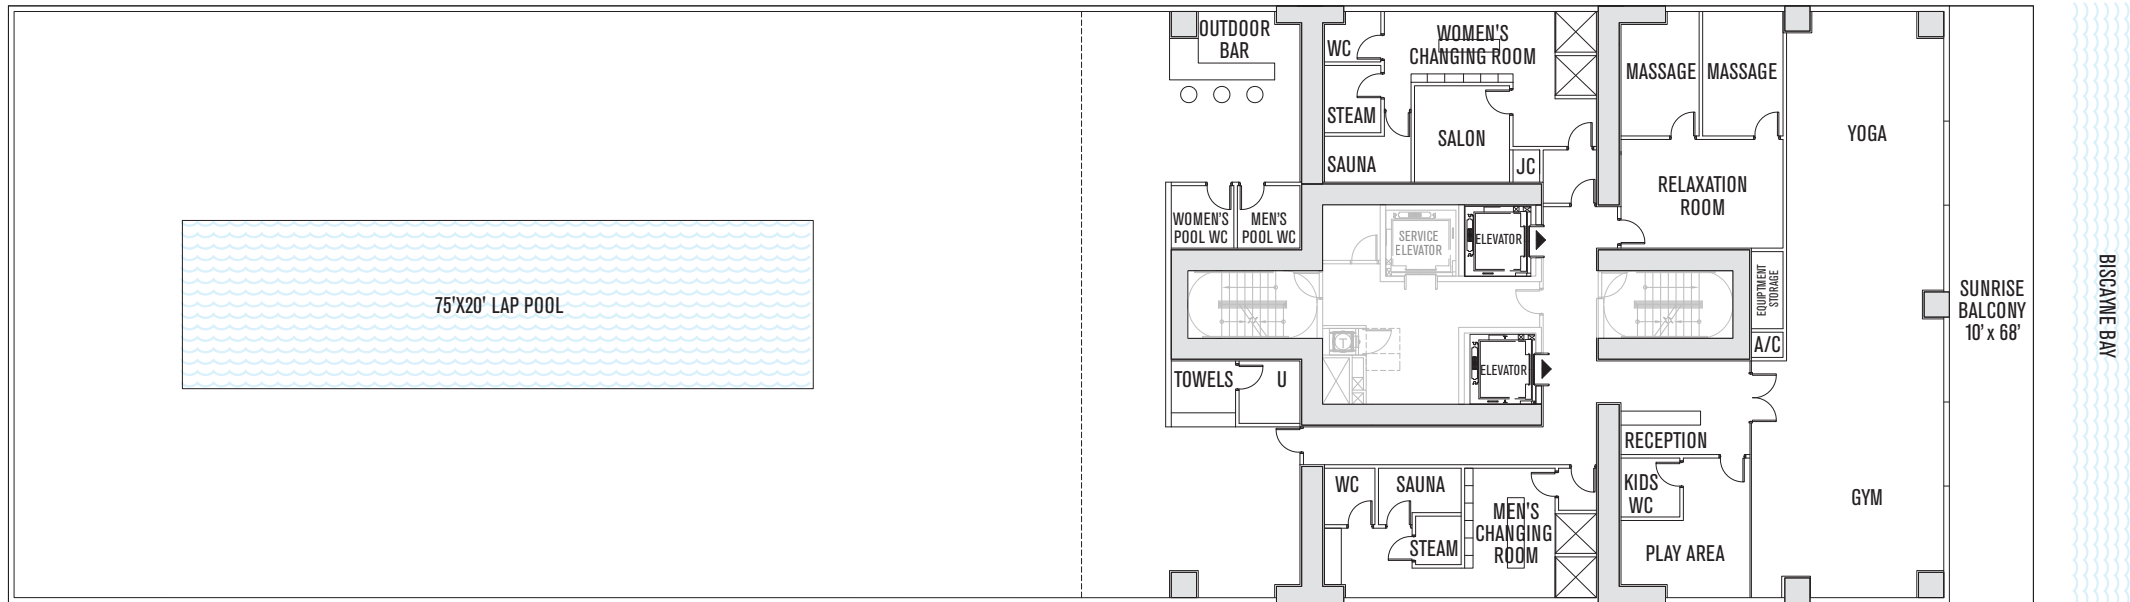 OUTDOOR
BAR
WC
WOMEN'S
CHANGING ROOM
MASSAGE
MASSAGE
STEAM
SALON
YOGA
SAUNA
JC
RELAXATION
ROOM
WOMEN'S
POOL WC
MEN'S
POOL WC
SERVICE
ELEVATOR
ELEVATOR
75'X20' LAP POOL
T
EQUIPTMENT
STORAGE
SUNRISE
BALCONY
10' x 68'
BISCAYNE BAY
A/C
TOWELS
U
ELEVATOR
RECEPTION
WC
SAUNA
KIDS
WC
GYM
MEN'S
CHANGING
ROOM
STEAM
PLAY AREA